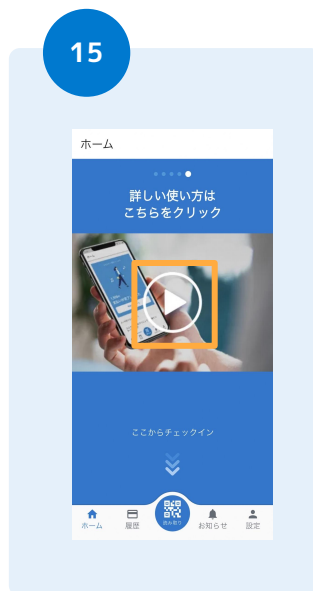 15
ホーム
詳しい使い方は
こちらをクリック
ここからチェックイン
ホーム
履歴
読み取り
お知らせ
設定